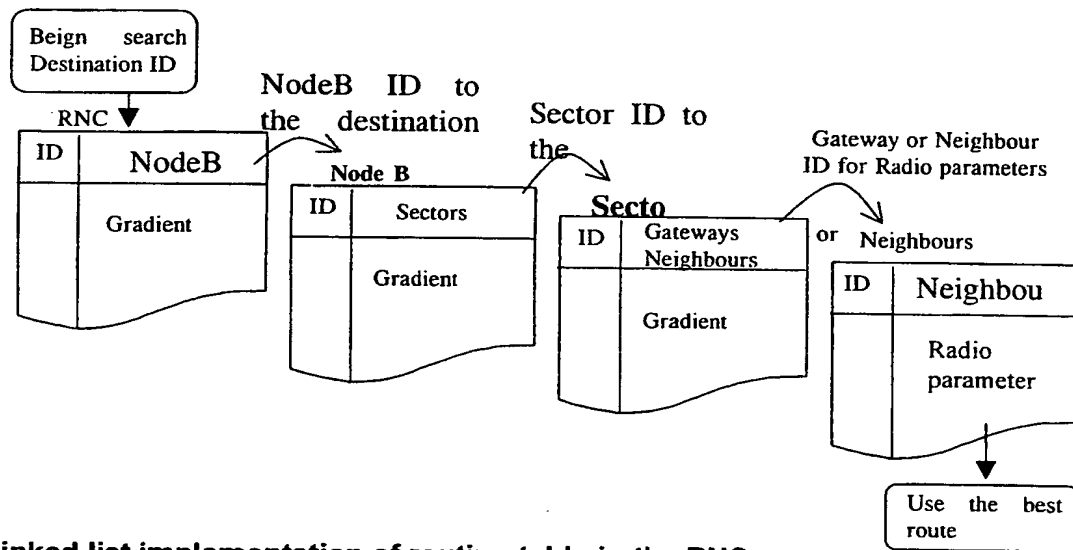 Beign search
Destination ID
RNC
ID NodeB
Gradient
NodeB ID to
the destination
Node B
ID Sectors
Gradient
Sector ID to
the
Secto
ID Gateways
Neighbours
Gradient
Gateway or Neighbour
ID for Radio parameters
or Neighbours
ID Neighbou
Radio
parameter
Use the best
route